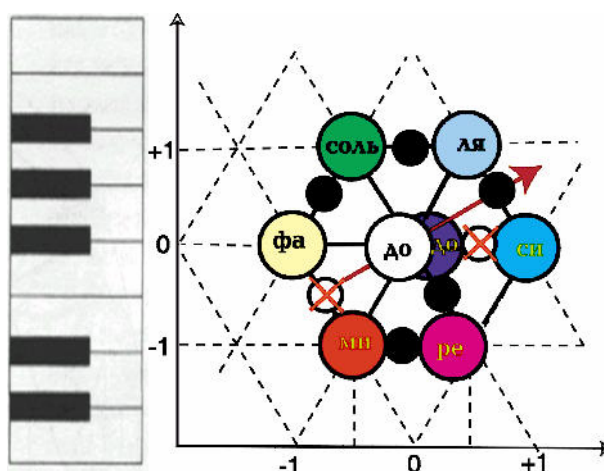 соль ля
+1
фа до до си
0
ми ре
-1
-1 0 +1